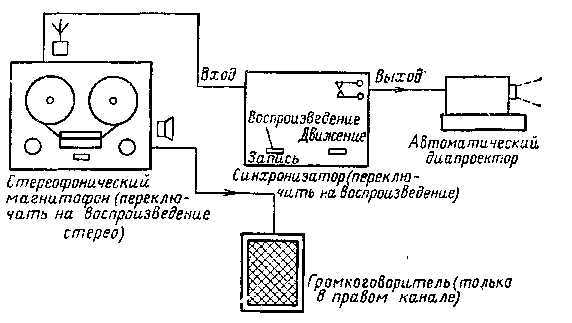 Вход
Выход
Воспроизведение
Движение
Запись
Автоматический
диапроектор
Стереофонический
магнитофон (переклю-
чать на воспроизведение
стерео)
Синхронизатор (переклю-
чить на воспроизведение)
Громкоговоритель (только
в правом канале)